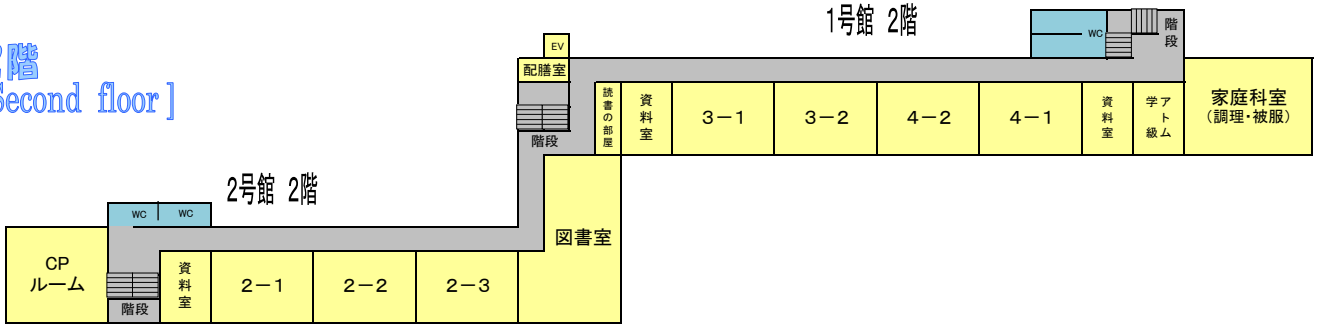 1号館 2階
階
Second floor ]
EV
配膳室
WC
階段
読書の部屋
資料室
3－1
3－2
4－2
4－1
資料室
アトム学級
家庭科室
(調理・被服)
階段
2号館 2階
WC
WC
図書室
CP
ルーム
階段
資料室
2－1
2－2
2－3